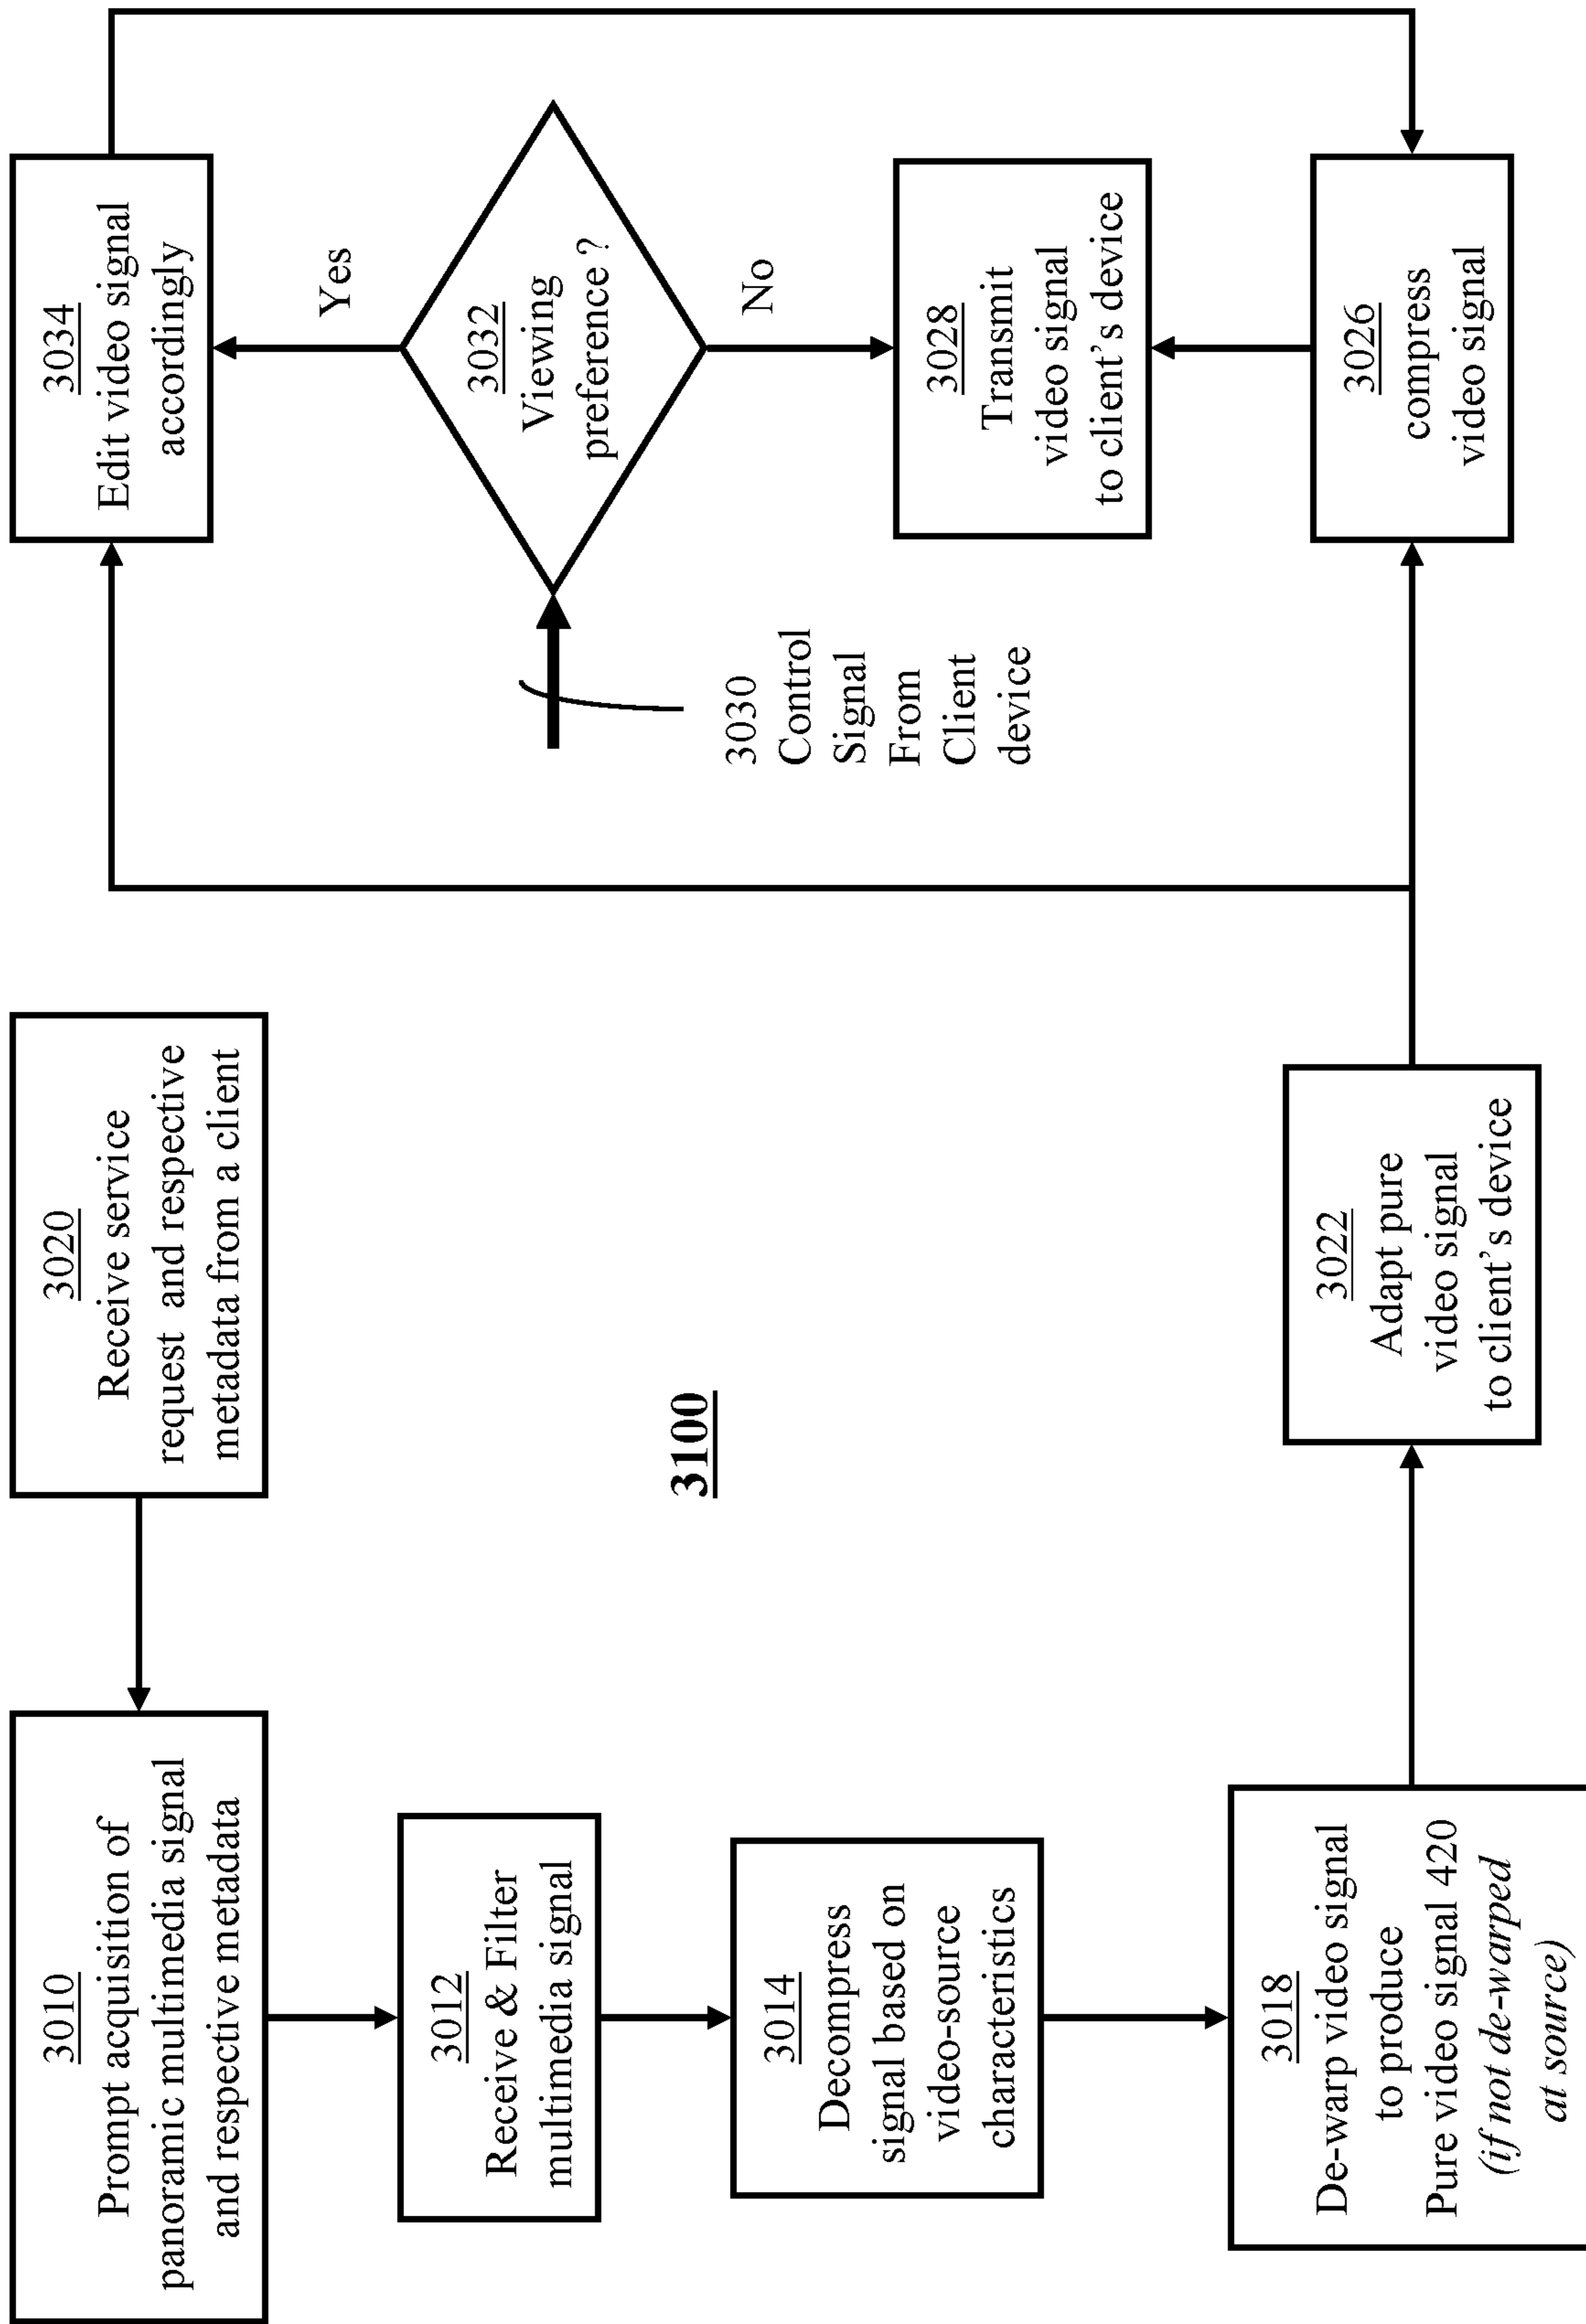 3010
Prompt acquisition of
panoramic multimedia signal
and respective metadata
3020
Receive service
request and respective
metadata from a client
3034
Edit video signal
accordingly
3012
Receive & Filter
multimedia signal
Yes
3032
Viewing
preference ?
3100
3030
Control
Signal
From
Client
device
No
3014
Decompress
signal based on
video-source
characteristics
3028
Transmit
video signal
to client's device
3018
De-warp video signal
to produce
Pure video signal 420
(if not de-warped
at source)
3022
Adapt pure
video signal
to client's device
3026
compress
video signal